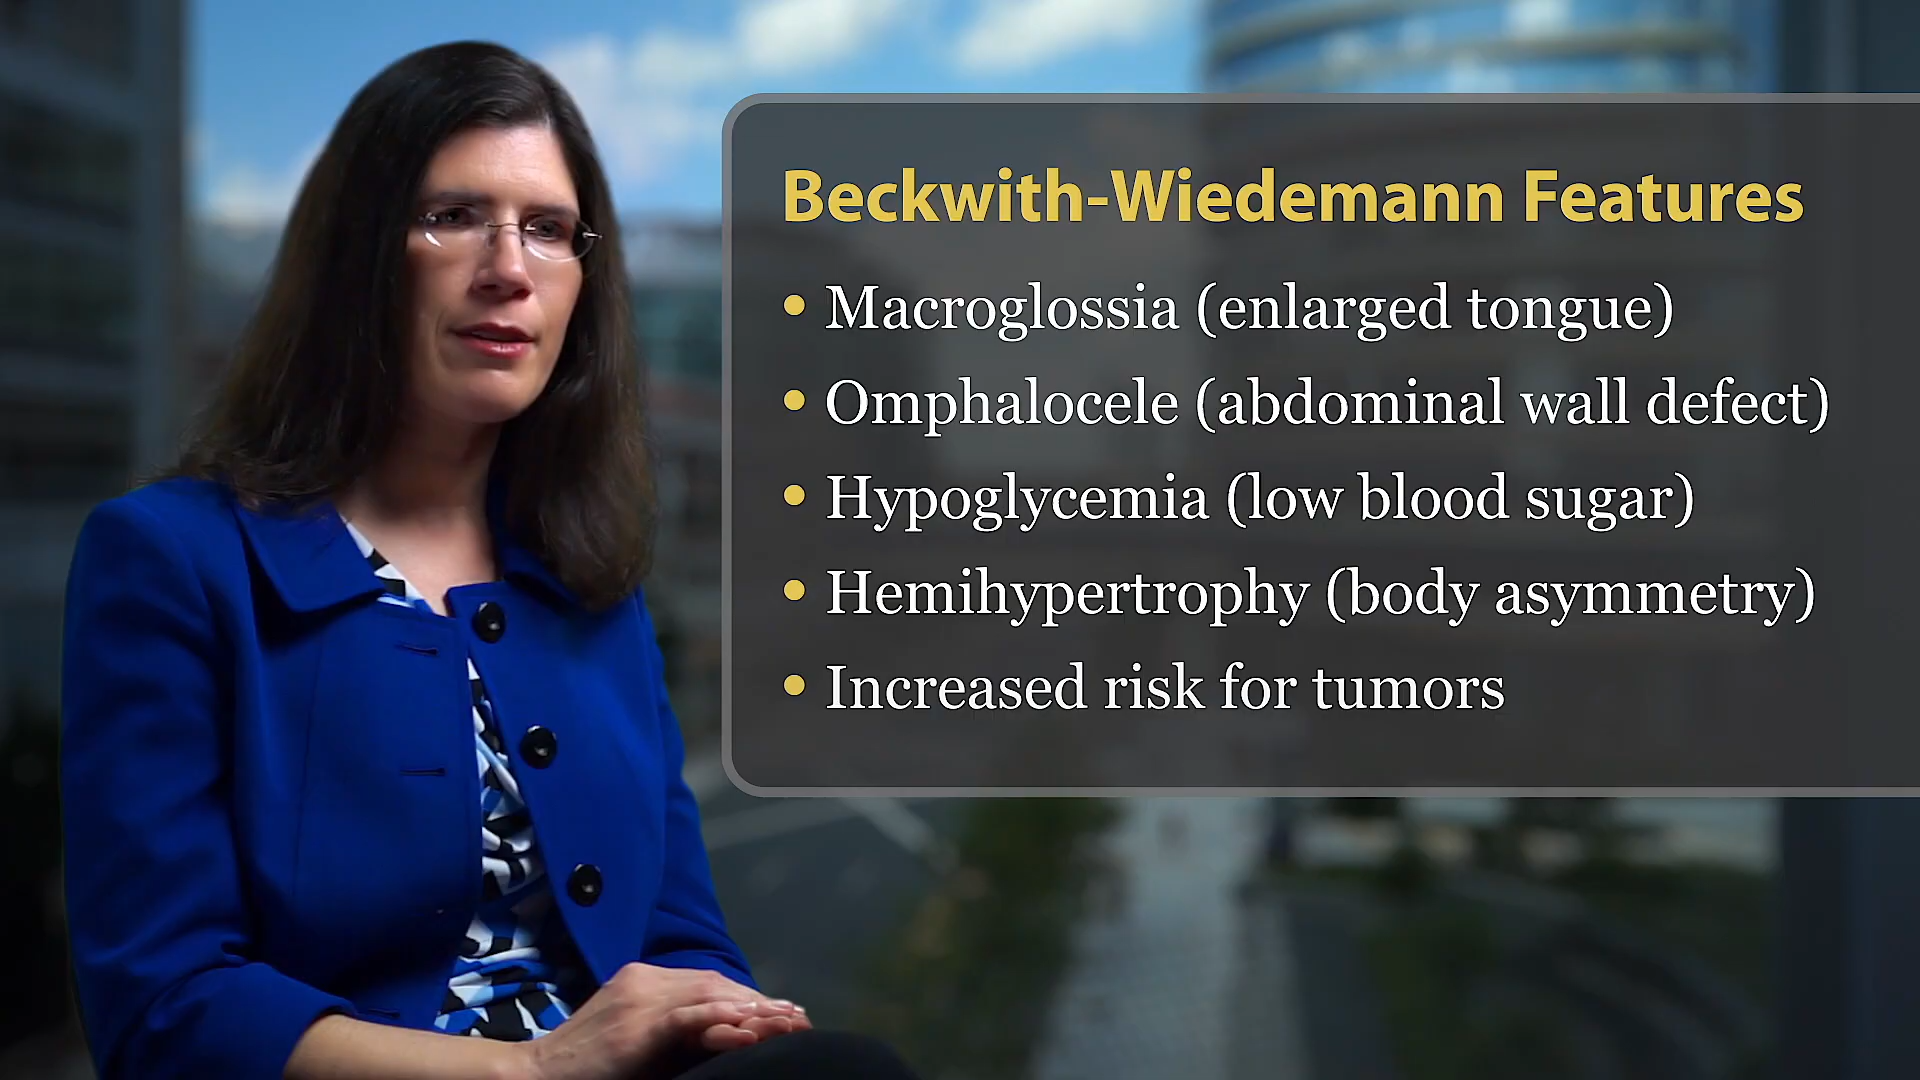 Beckwith-Wiedemann Features
• Macroglossia (enlarged tongue)
• Omphalocele (abdominal wall defect)
• Hypoglycemia (low blood sugar)
• Hemihypertrophy (body asymmetry)
• Increased risk for tumors